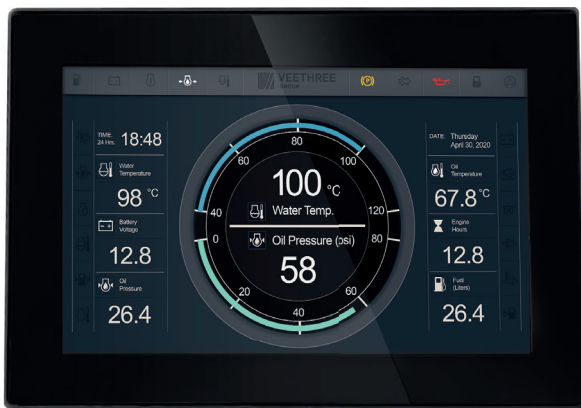 VEETHREE
GROUP
(P)
TIME:
24 Hrs.
18:48
Water
Temperature
98 °C
Battery
Voltage
12.8
Oil
Pressure
26.4
80
60
100
40
120
100 °C
Water Temp.
Oil Pressure (psi)
58
0
80
20
60
40
DATE: Thursday
April 30, 2020
Oil
Temperature
67.8 °C
Engine
Hours
12.8
Fuel
(Liters)
26.4